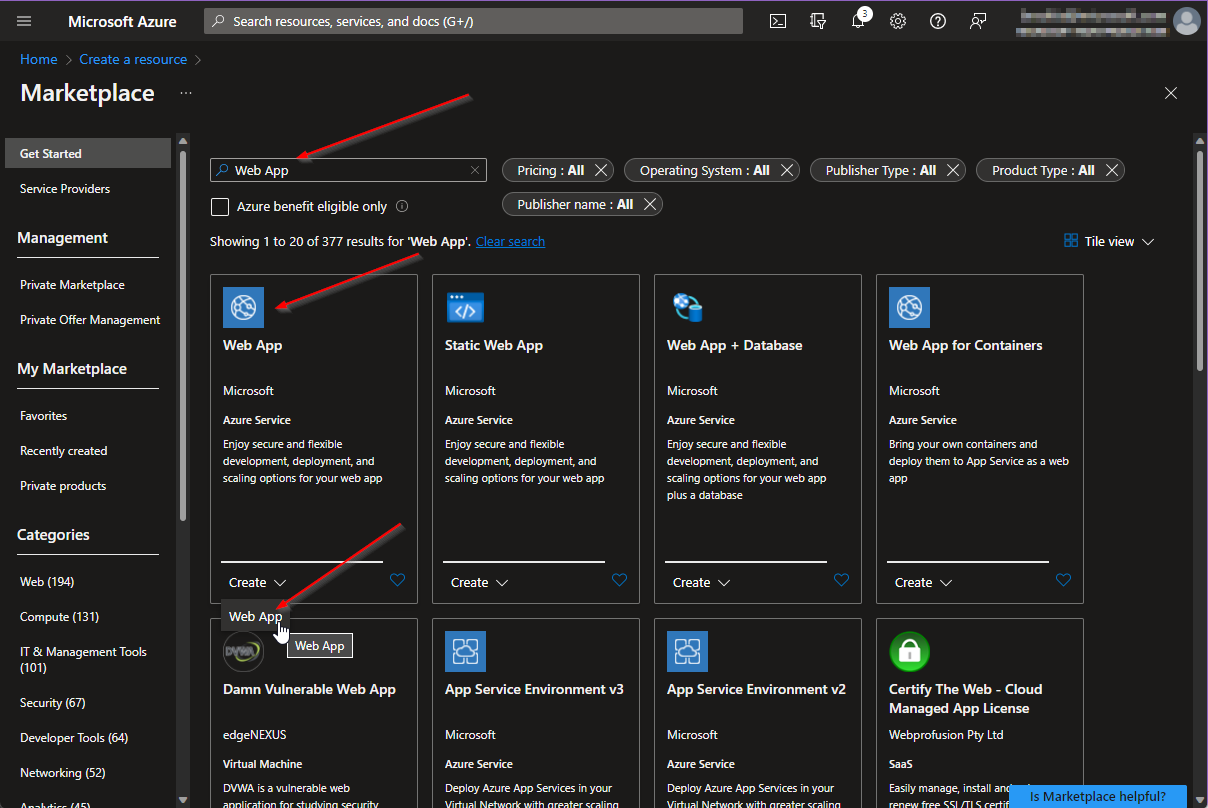 Microsoft Azure
Search resources, services, and docs (G+/)
3
Home
Create a resource
Marketplace
Get Started
Service Providers
Management
Private Marketplace
Private Offer Management
My Marketplace
Favorites
Recently created
Private products
Categories
Web (194)
Compute (131)
IT & Management Tools
(101)
Security (67)
Developer Tools (64)
Networking (52)
Analytics (45)
Web App
Pricing : All
Operating System : All
Publisher Type : All
Product Type : All
Azure benefit eligible only
Publisher name : All
Showing 1 to 20 of 377 results for 'Web App'. Clear search
Tile view
Web App
Microsoft
Azure Service
Enjoy secure and flexible
development, deployment, and
scaling options for your web app
Create
Web App
Web App
Static Web App
Microsoft
Azure Service
Enjoy secure and flexible
development, deployment, and
scaling options for your web app
Create
Web App + Database
Microsoft
Azure Service
Enjoy secure and flexible
development, deployment, and
scaling options for your web app
plus a database
Create
Web App for Containers
Microsoft
Azure Service
Bring your own containers and
deploy them to App Service as a web
app
Create
DVWA
Damn Vulnerable Web App
edgeNEXUS
Virtual Machine
DVWA is a vulnerable web
application for studying security
App Service Environment v3
Microsoft
Azure Service
Deploy Azure App Services in your
Virtual Network with greater scaling
App Service Environment v2
Microsoft
Azure Service
Deploy Azure App Services in your
Virtual Network with greater scaling
Certify The Web - Cloud
Managed App License
Webprofusion Pty Ltd
SaaS
Easily manage, install and
renew free SSL/TLS
Is Marketplace helpful?